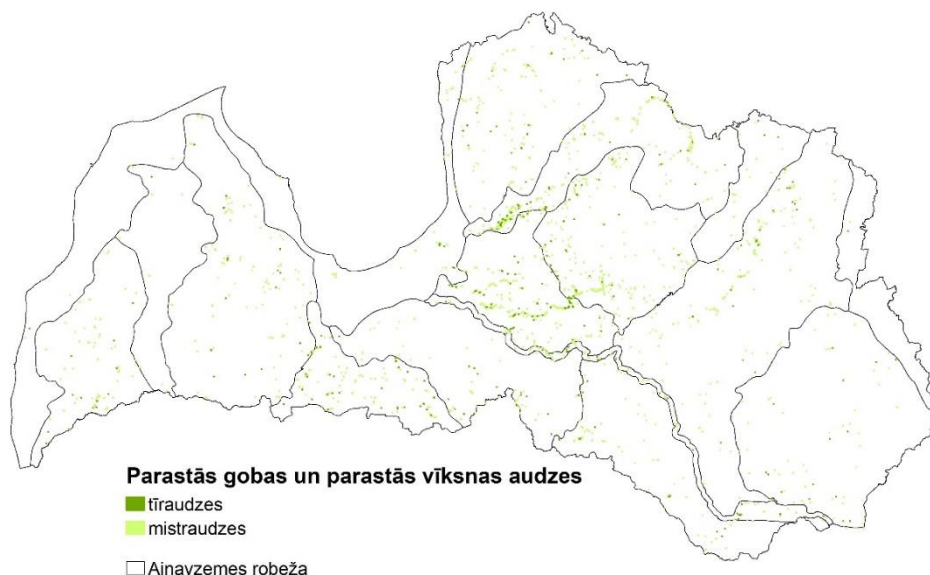 Parastās gobas un parastās vīksnas audzes
tīraudzes
mistraudzes
Ainavzemes robeža